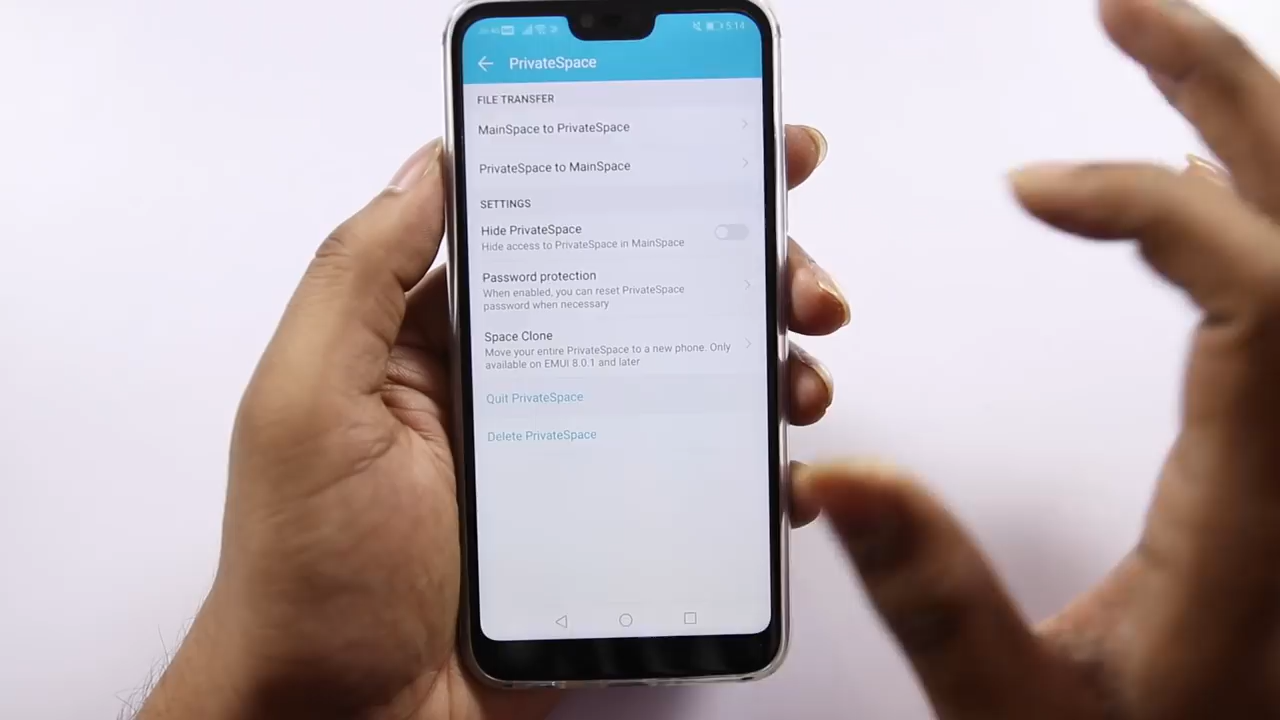 5:14
PrivateSpace
FILE TRANSFER
MainSpace to PrivateSpace
PrivateSpace to MainSpace
SETTINGS
Hide PrivateSpace
Hide access to PrivateSpace in MainSpace
Password protection
When enabled, you can reset PrivateSpace
password when necessary
Space Clone
Move your entire PrivateSpace to a new phone. Only
available on EMUI 8.0.1 and later
Quit PrivateSpace
Delete PrivateSpace